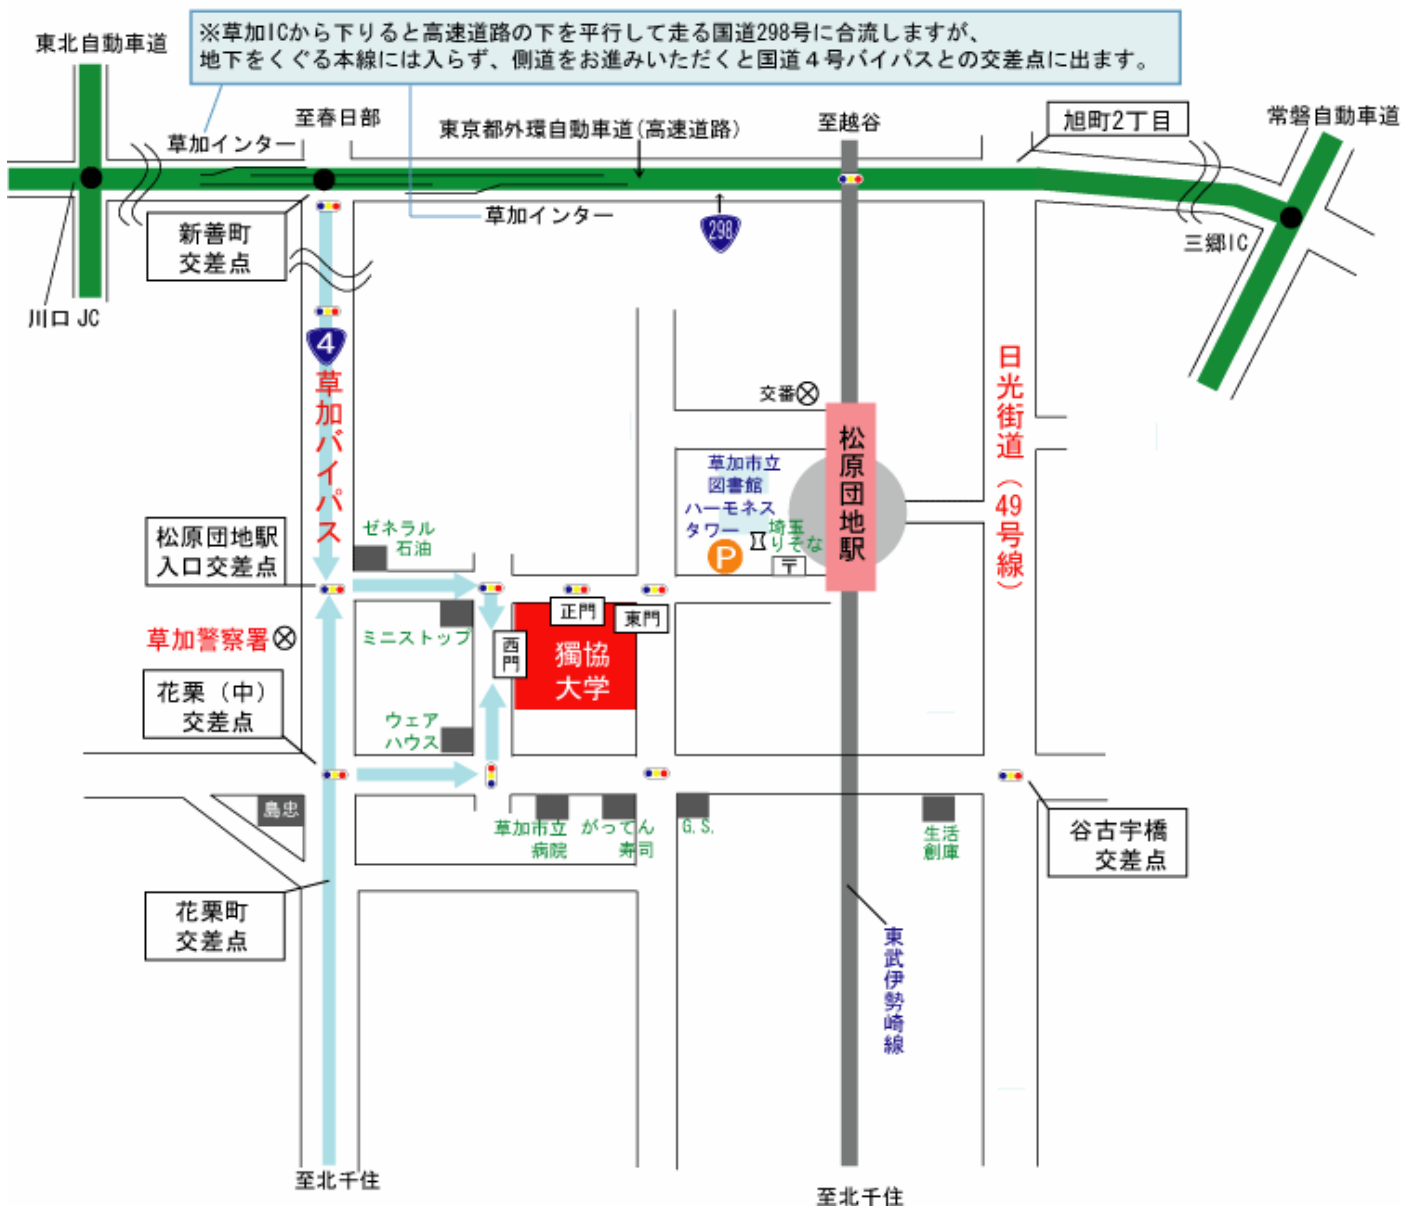 ※草加ICから下りると高速道路の下を平行して走る国道298号に合流しますが、
地下をくぐる本線には入らず、側道をお進みいただくと国道４号バイパスとの交差点に出ます。
東北自動車道
至春日部
草加インター
東京都外環自動車道(高速道路)
至越谷
旭町2丁目
常磐自動車道
草加インター
298
新善町
交差点
三郷IC
川口 JC
4
草加バイパス
日光街道（49号線）
交番
松原団地駅
草加市立
図書館
ハーモネス
タワー
埼玉
りそな
P
〒
ゼネラル
石油
松原団地駅
入口交差点
正門
東門
草加警察署
ミニストップ
西門
獨協
大学
花栗（中）
交差点
ウェア
ハウス
島忠
草加市立
病院
がってん
寿司
G.S.
生活
創庫
谷古宇橋
交差点
花栗町
交差点
東武伊勢崎線
至北千住
至北千住